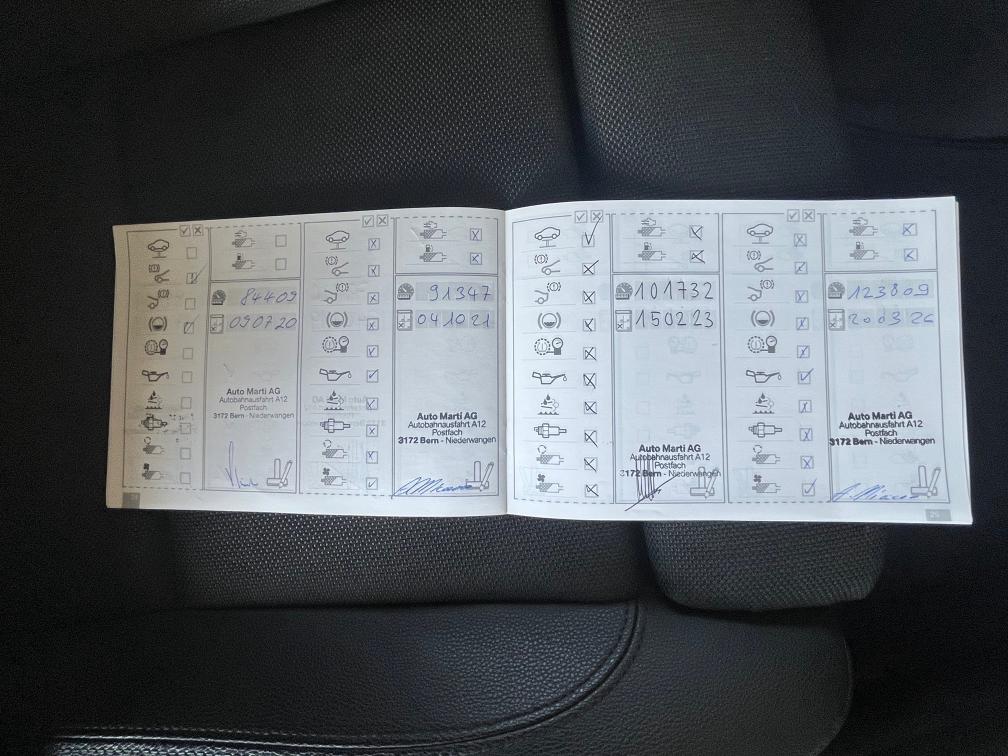 84409
090720
Auto Marti AG
Autobahnausfahrt A12
Postfach
3172 Bern - Niederwangen
91347
041021
Auto Marti AG
Autobahnausfahrt A12
Postfach
3172 Bern - Niederwangen
101732
150223
Auto Marti AG
Autobahnausfahrt A12
Postfach
3172 Bern - Niederwangen
123809
200326
Auto Marti AG
Autobahnausfahrt A12
Postfach
3172 Bern - Niederwangen
25